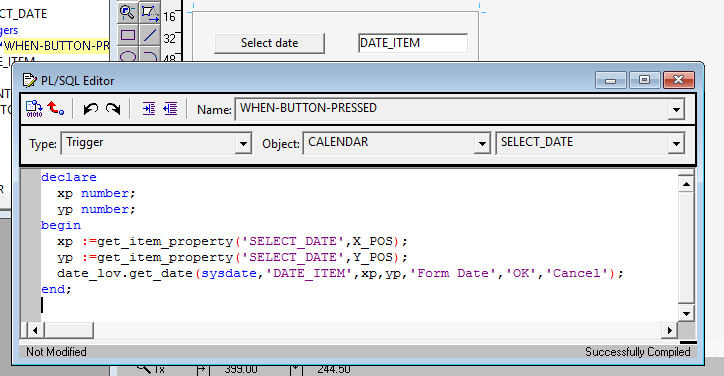 CT_DATE
gers
WHEN-BUTTON-PR
E_ITEM
16
32
48
Select date
DATE_ITEM
PL/SQL Editor
Name: WHEN-BUTTON-PRESSED
Type: Trigger
Object: CALENDAR
SELECT_DATE
declare
xp number;
yp number;
begin
xp :=get_item_property('SELECT_DATE',X_POS);
yp :=get_item_property('SELECT_DATE',Y_POS);
date_lov.get_date(sysdate,'DATE_ITEM',xp,yp,'Form Date','OK','Cancel');
end;
Not Modified
Successfully Compiled
1x
399.00
244.50